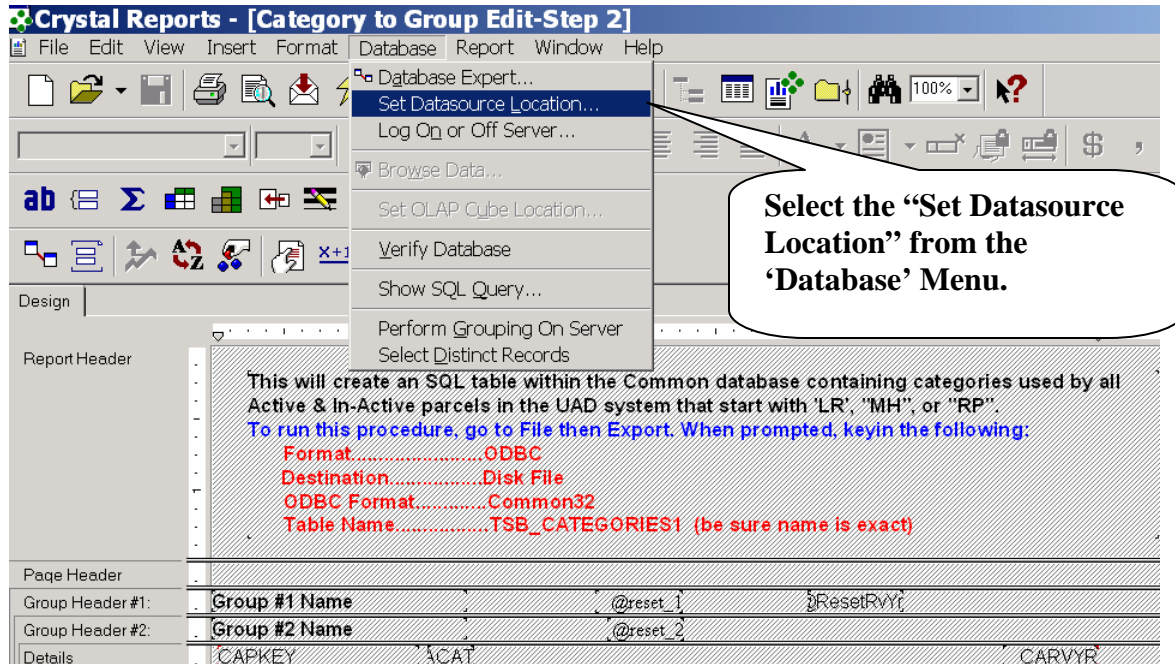 Crystal Reports - [Category to Group Edit-Step 2]
File Edit View Insert Format Database Report Window Help
Database Expert...
Set Datasource Location...
Log On or Off Server...
Browse Data...
Set OLAP Cube Location...
Verify Database
Show SQL Query...
Perform Grouping On Server
Select Distinct Records
100%
$ ,
ab Σ
A Z
x+1
Select the “Set Datasource
Location” from the
‘Database’ Menu.
Design
Report Header
This will create an SQL table within the Common database containing categories used by all
Active & In-Active parcels in the UAD system that start with 'LR', "MH", or "RP".
To run this procedure, go to File then Export. When prompted, keyin the following:
Format.......................ODBC
Destination.................Disk File
ODBC Format.............Common32
Table Name.................TSB_CATEGORIES1 (be sure name is exact)
Page Header
Group Header #1: Group #1 Name @reset_1
Group Header #2: Group #2 Name @reset_2
Details CAPKEY ACAT CARVYR